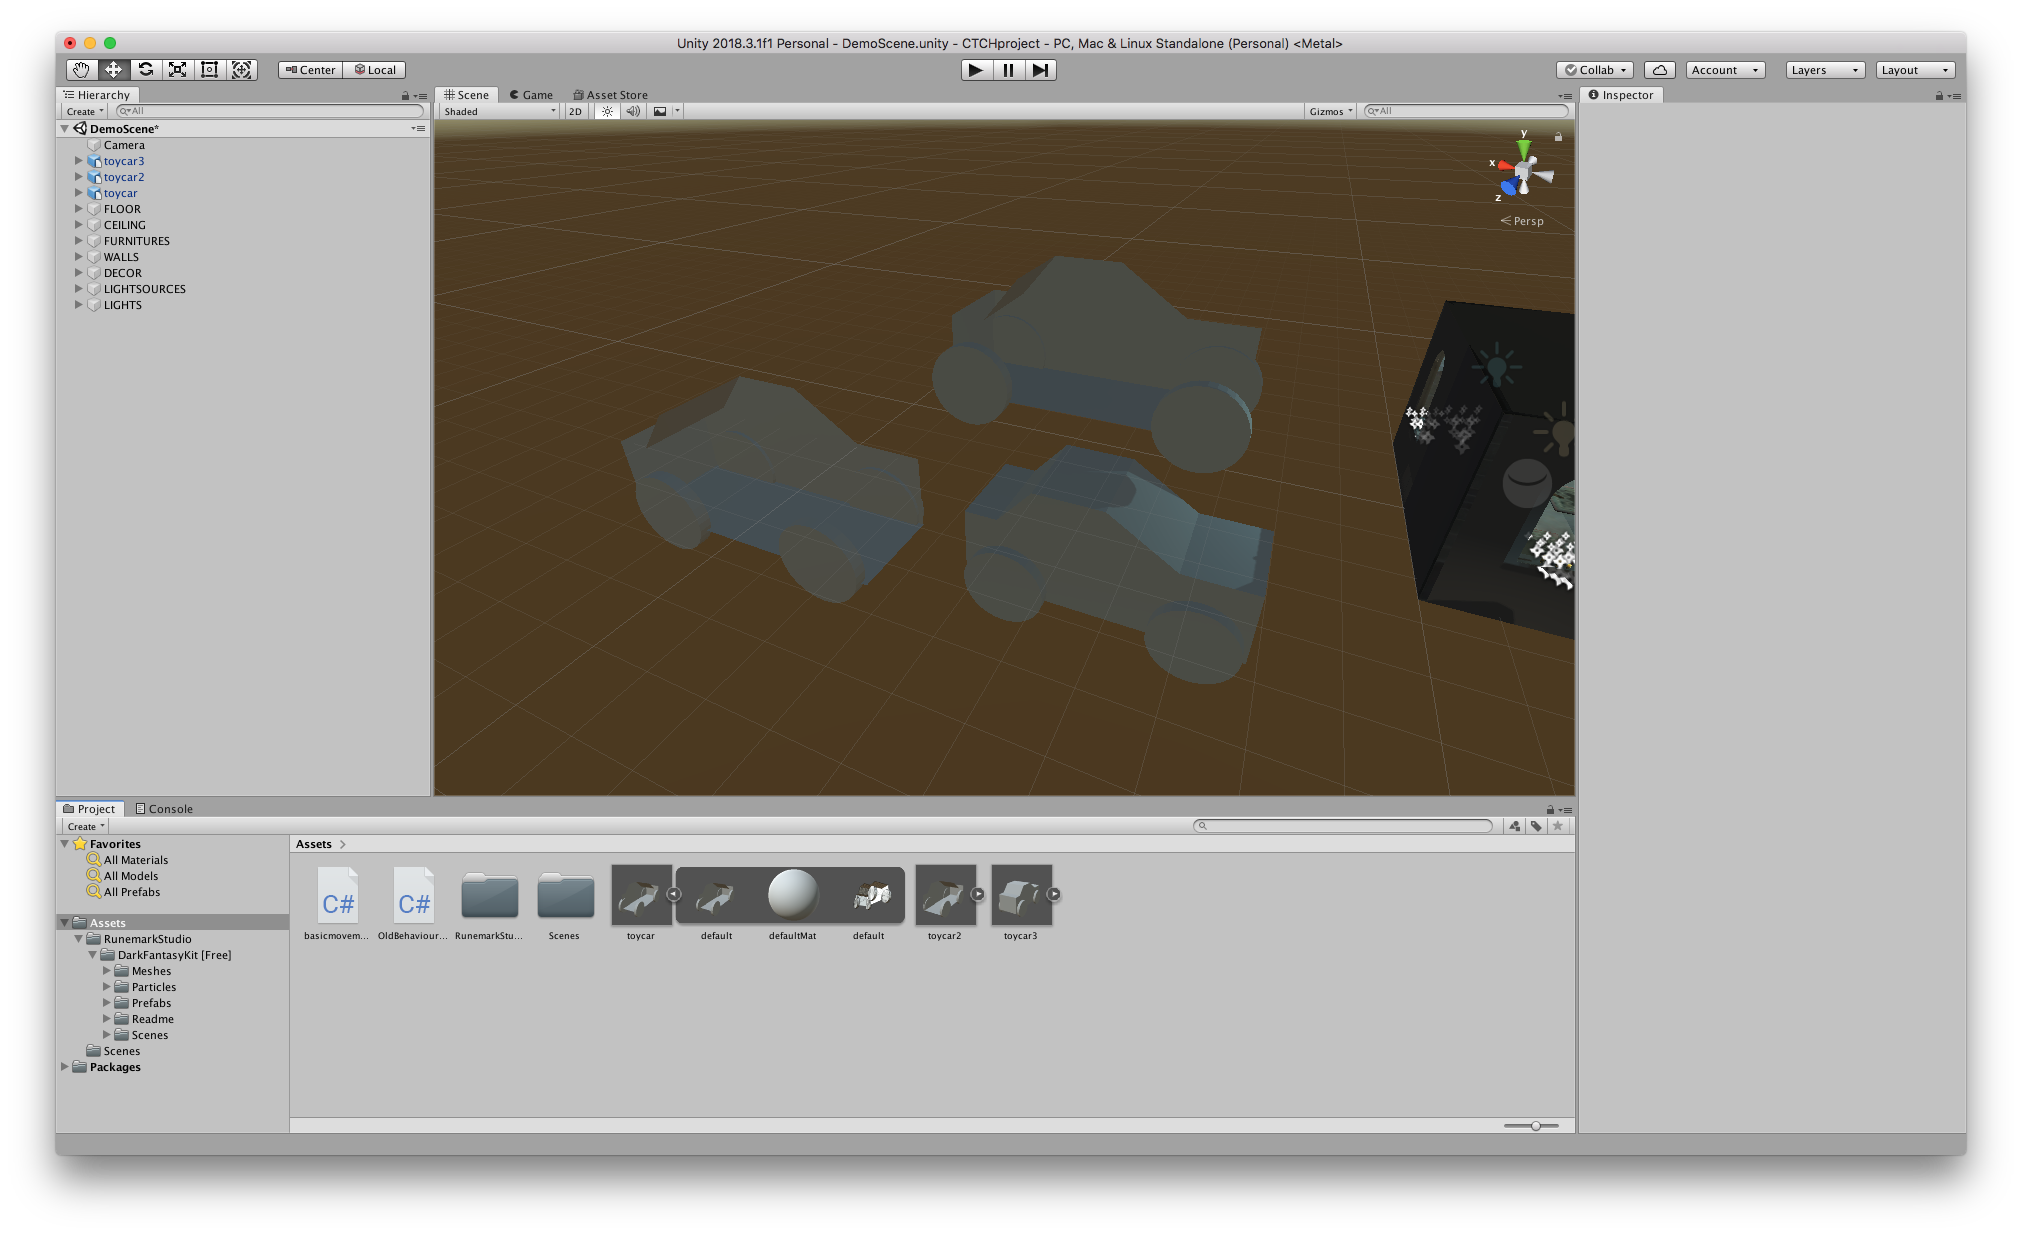 Unity 2018.3.1f1 Personal - DemoScene.unity - CTCHproject - PC, Mac & Linux Standalone (Personal) <Metal>
Center Local Collab Account Layers Layout
Hierarchy
Create All
DemoScene*
Camera
toycar3
toycar2
toycar
FLOOR
CEILING
FURNITURES
WALLS
DECOR
LIGHTSOURCES
LIGHTS
Scene Game Asset Store
Shaded 2D Gizmos All
y
x
z
Persp
Inspector
Project Console
Create
Favorites
All Materials
All Models
All Prefabs
Assets
RunemarkStudio
DarkFantasyKit [Free]
Meshes
Particles
Prefabs
Readme
Scenes
Scenes
Packages
Assets
C# C#
basicmovem... OldBehaviour... RunemarkStu... Scenes toycar default defaultMat default toycar2 toycar3